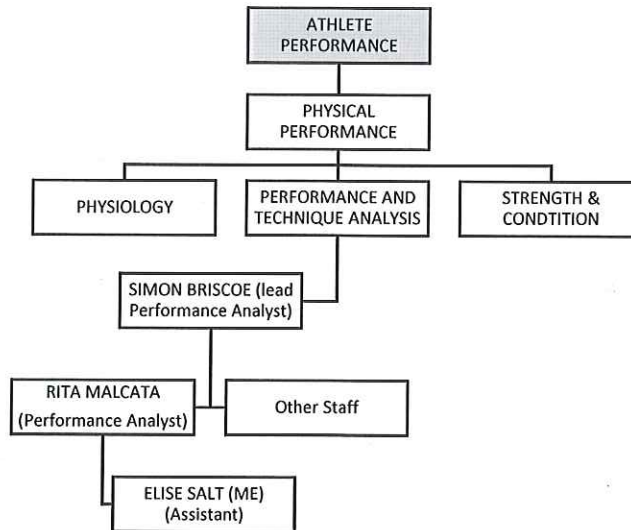 ATHLETE
PERFORMANCE
PHYSICAL
PERFORMANCE
PHYSIOLOGY
PERFORMANCE AND
TECHNIQUE ANALYSIS
STRENGTH &
CONDTITION
SIMON BRISCOE (lead
Performance Analyst)
RITA MALCATA
(Performance Analyst)
Other Staff
ELISE SALT (ME)
(Assistant)